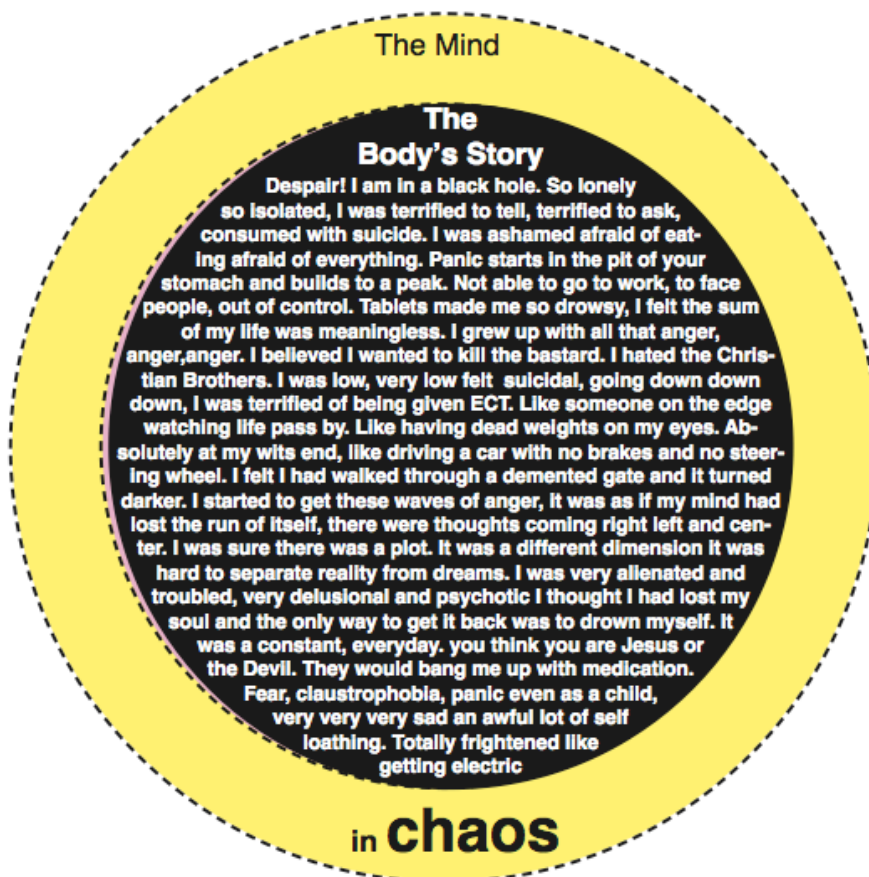 The Mind
The
Body's Story
Despair! I am in a black hole. So lonely
so isolated, I was terrified to tell, terrified to ask,
consumed with suicide. I was ashamed afraid of eat-
ing afraid of everything. Panic starts in the pit of your
stomach and builds to a peak. Not able to go to work, to face
people, out of control. Tablets made me so drowsy, I felt the sum
of my life was meaningless. I grew up with all that anger,
anger,anger. I believed I wanted to kill the bastard. I hated the Chris-
tian Brothers. I was low, very low felt  suicidal, going down down
down, I was terrified of being given ECT. Like someone on the edge
watching life pass by. Like having dead weights on my eyes. Ab-
solutely at my wits end, like driving a car with no brakes and no steer-
ing wheel. I felt I had walked through a demented gate and it turned
darker. I started to get these waves of anger, it was as if my mind had
lost the run of itself, there were thoughts coming right left and cen-
ter. I was sure there was a plot. It was a different dimension it was
hard to separate reality from dreams. I was very alienated and
troubled, very delusional and psychotic I thought I had lost my
soul and the only way to get it back was to drown myself. It
was a constant, everyday. you think you are Jesus or
the Devil. They would bang me up with medication.
Fear, claustrophobia, panic even as a child,
very very very sad an awful lot of self
loathing. Totally frightened like
getting electric
in chaos